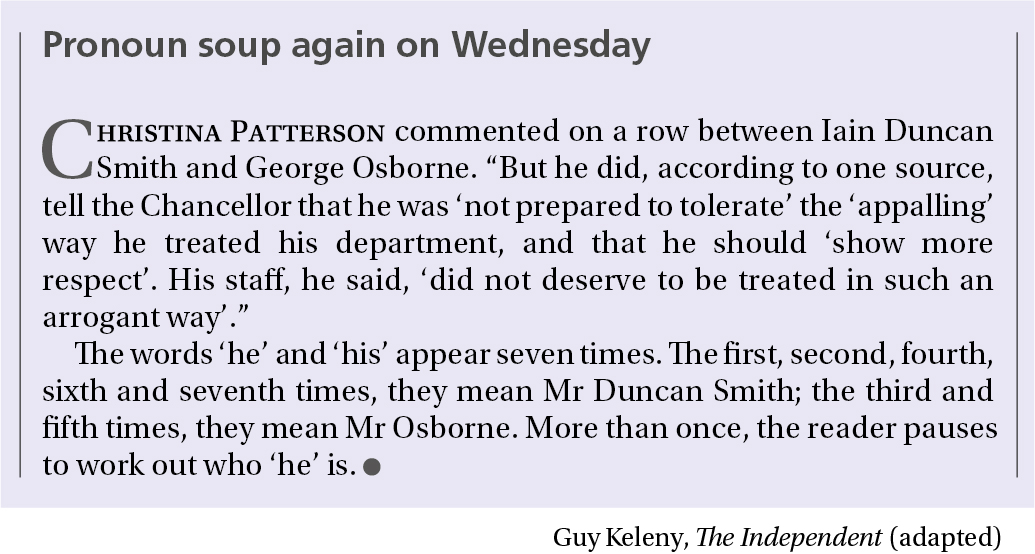 Pronoun soup again on Wednesday
CHRISTINA PATTERSON commented on a row between Iain Duncan
Smith and George Osborne. “But he did, according to one source,
tell the Chancellor that he was ‘not prepared to tolerate’ the ‘appalling’
way he treated his department, and that he should ‘show more
respect’. His staff, he said, ‘did not deserve to be treated in such an
arrogant way’.”
The words ‘he’ and ‘his’ appear seven times. The first, second, fourth,
sixth and seventh times, they mean Mr Duncan Smith; the third and
fifth times, they mean Mr Osborne. More than once, the reader pauses
to work out who ‘he’ is. ●
Guy Keleny, The Independent (adapted)